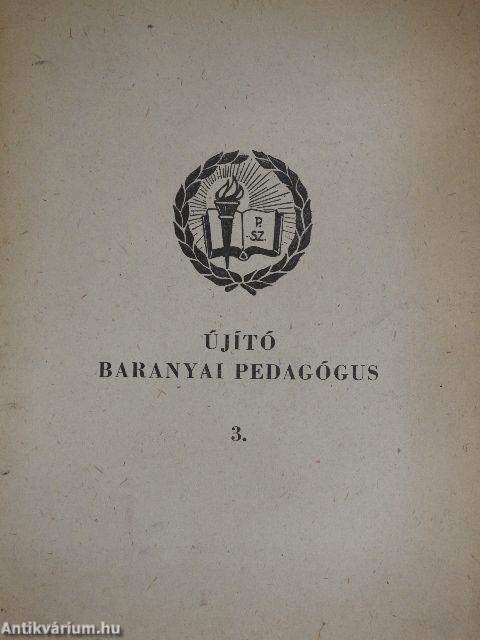 P.
SZ.
ÚJÍTÓ
BARANYAI PEDAGÓGUS
3.
Antikvárium.hu